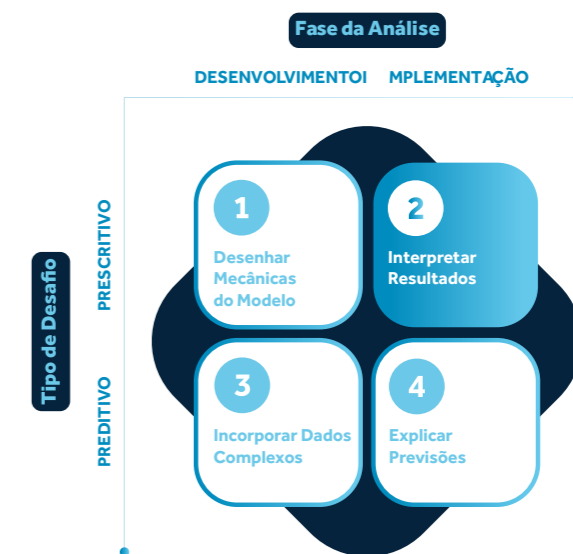 Fase da Análise
DESENVOLVIMENTOI MPLEMENTAÇÃO
Tipo de Desafio
PRESCRITIVO
PREDITIVO
1
Desenhar
Mecânicas
do Modelo
2
Interpretar
Resultados
3
Incorporar Dados
Complexos
4
Explicar
Previsões